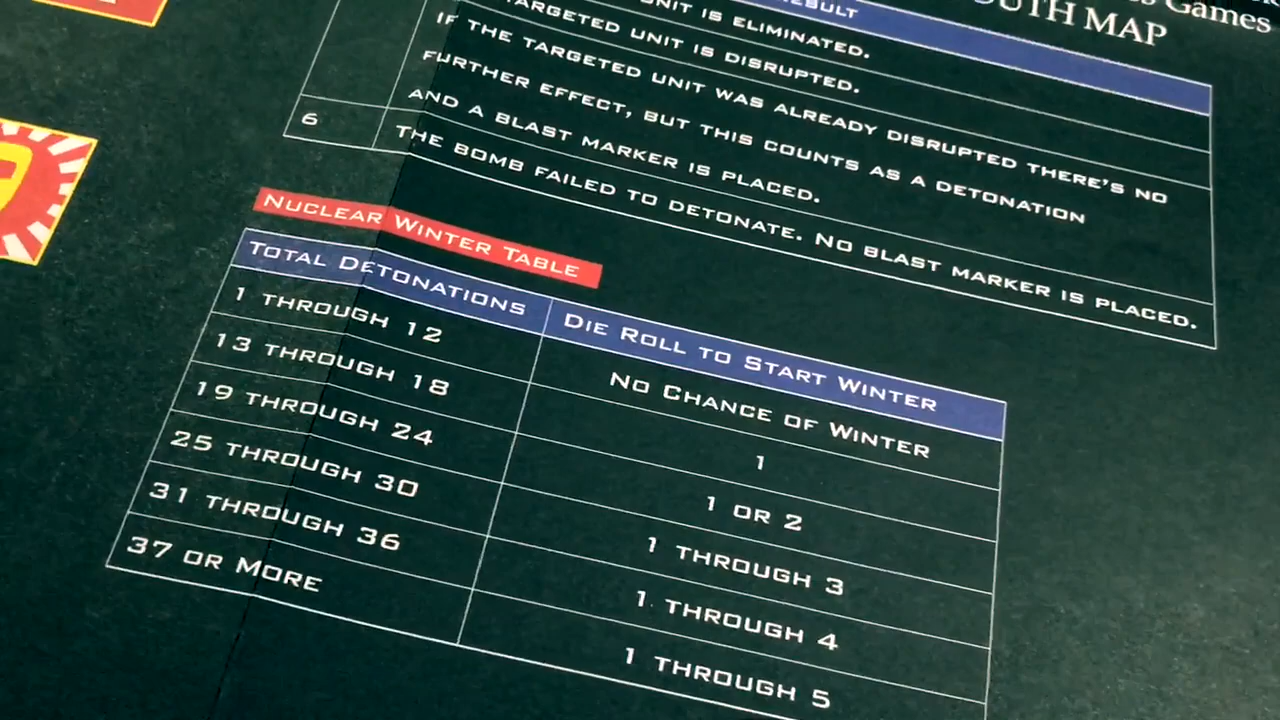 Games
UTH MAP
RESULT
UNIT IS ELIMINATED.
TARGETED UNIT IS DISRUPTED.
IF THE TARGETED UNIT WAS ALREADY DISRUPTED THERE'S NO
FURTHER EFFECT, BUT THIS COUNTS AS A DETONATION
AND A BLAST MARKER IS PLACED.
6 THE BOMB FAILED TO DETONATE. NO BLAST MARKER IS PLACED.
NUCLEAR WINTER TABLE
TOTAL DETONATIONS DIE ROLL TO START WINTER
1 THROUGH 12 NO CHANCE OF WINTER
13 THROUGH 18 1
19 THROUGH 24 1 OR 2
25 THROUGH 30 1 THROUGH 3
31 THROUGH 36 1 THROUGH 4
37 OR MORE 1 THROUGH 5